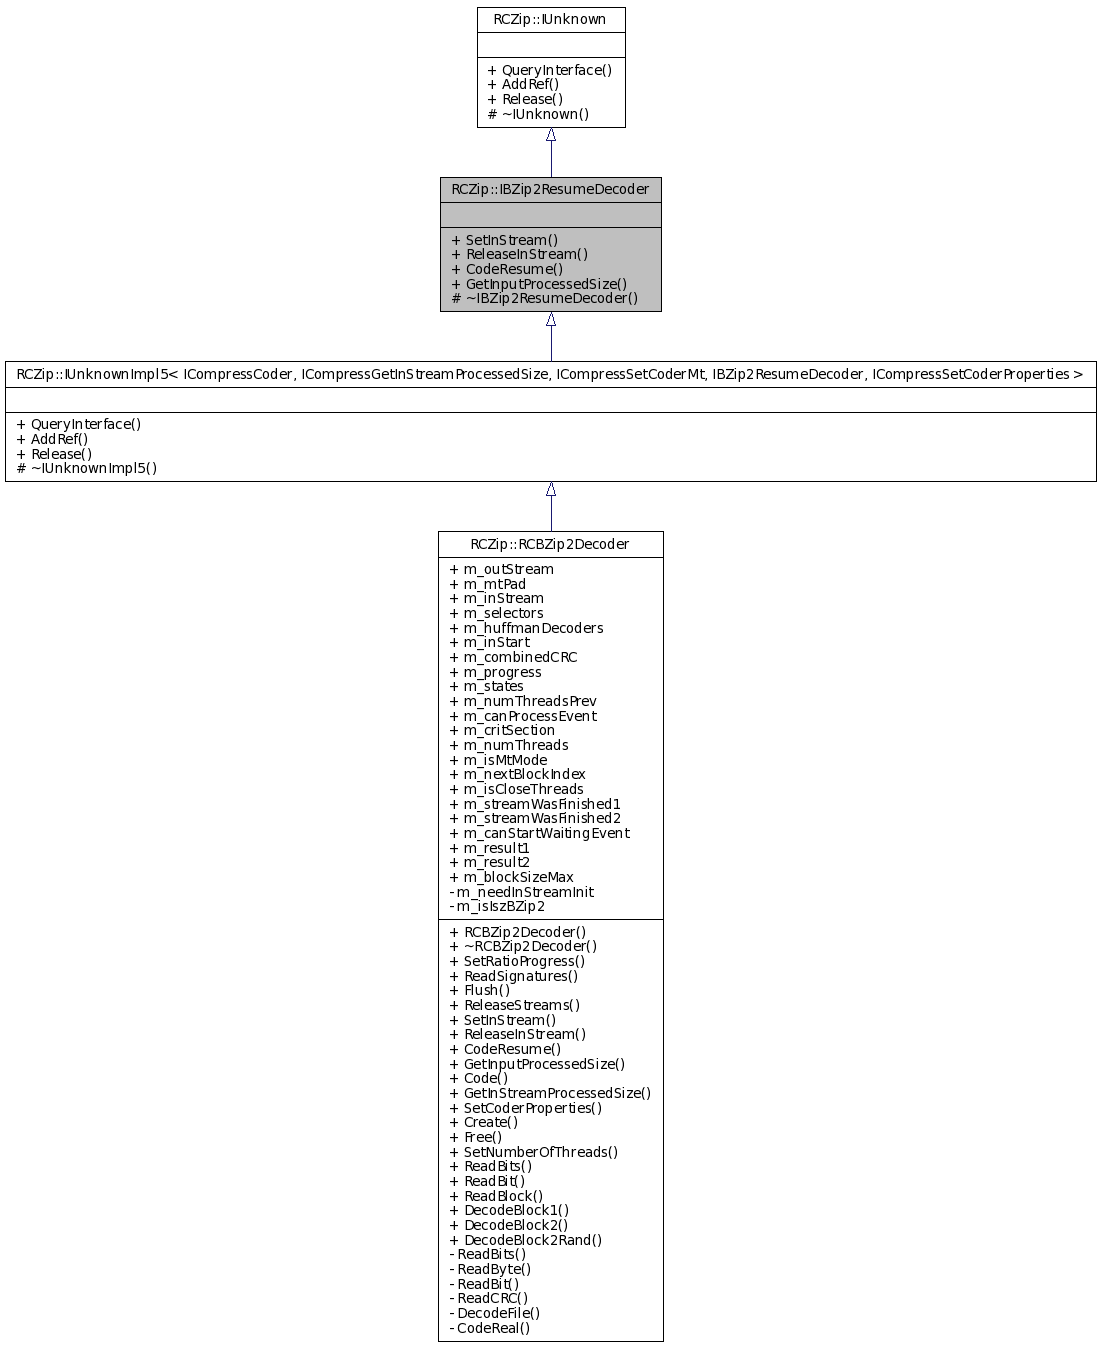 RCZip::IUnknown
+ QueryInterface()
+ AddRef()
+ Release()
# ~IUnknown()
RCZip::IBZip2ResumeDecoder
+ SetInStream()
+ ReleaseInStream()
+ CodeResume()
+ GetInputProcessedSize()
# ~IBZip2ResumeDecoder()
RCZip::IUnknownImpl5< ICompressCoder, ICompressGetInStreamProcessedSize, ICompressSetCoderMt, IBZip2ResumeDecoder, ICompressSetCoderProperties >
+ QueryInterface()
+ AddRef()
+ Release()
# ~IUnknownImpl5()
RCZip::RCBZip2Decoder
+ m_outStream
+ m_mtPad
+ m_inStream
+ m_selectors
+ m_huffmanDecoders
+ m_inStart
+ m_combinedCRC
+ m_progress
+ m_states
+ m_numThreadsPrev
+ m_canProcessEvent
+ m_critSection
+ m_numThreads
+ m_isMtMode
+ m_nextBlockIndex
+ m_isCloseThreads
+ m_streamWasFinished1
+ m_streamWasFinished2
+ m_canStartWaitingEvent
+ m_result1
+ m_result2
+ m_blockSizeMax
- m_needInStreamInit
- m_isIszBZip2
+ RCBZip2Decoder()
+ ~RCBZip2Decoder()
+ SetRatioProgress()
+ ReadSignatures()
+ Flush()
+ ReleaseStreams()
+ SetInStream()
+ ReleaseInStream()
+ CodeResume()
+ GetInputProcessedSize()
+ Code()
+ GetInStreamProcessedSize()
+ SetCoderProperties()
+ Create()
+ Free()
+ SetNumberOfThreads()
+ ReadBits()
+ ReadBit()
+ ReadBlock()
+ DecodeBlock1()
+ DecodeBlock2()
+ DecodeBlock2Rand()
- ReadBits()
- ReadByte()
- ReadBit()
- ReadCRC()
- DecodeFile()
- CodeReal()